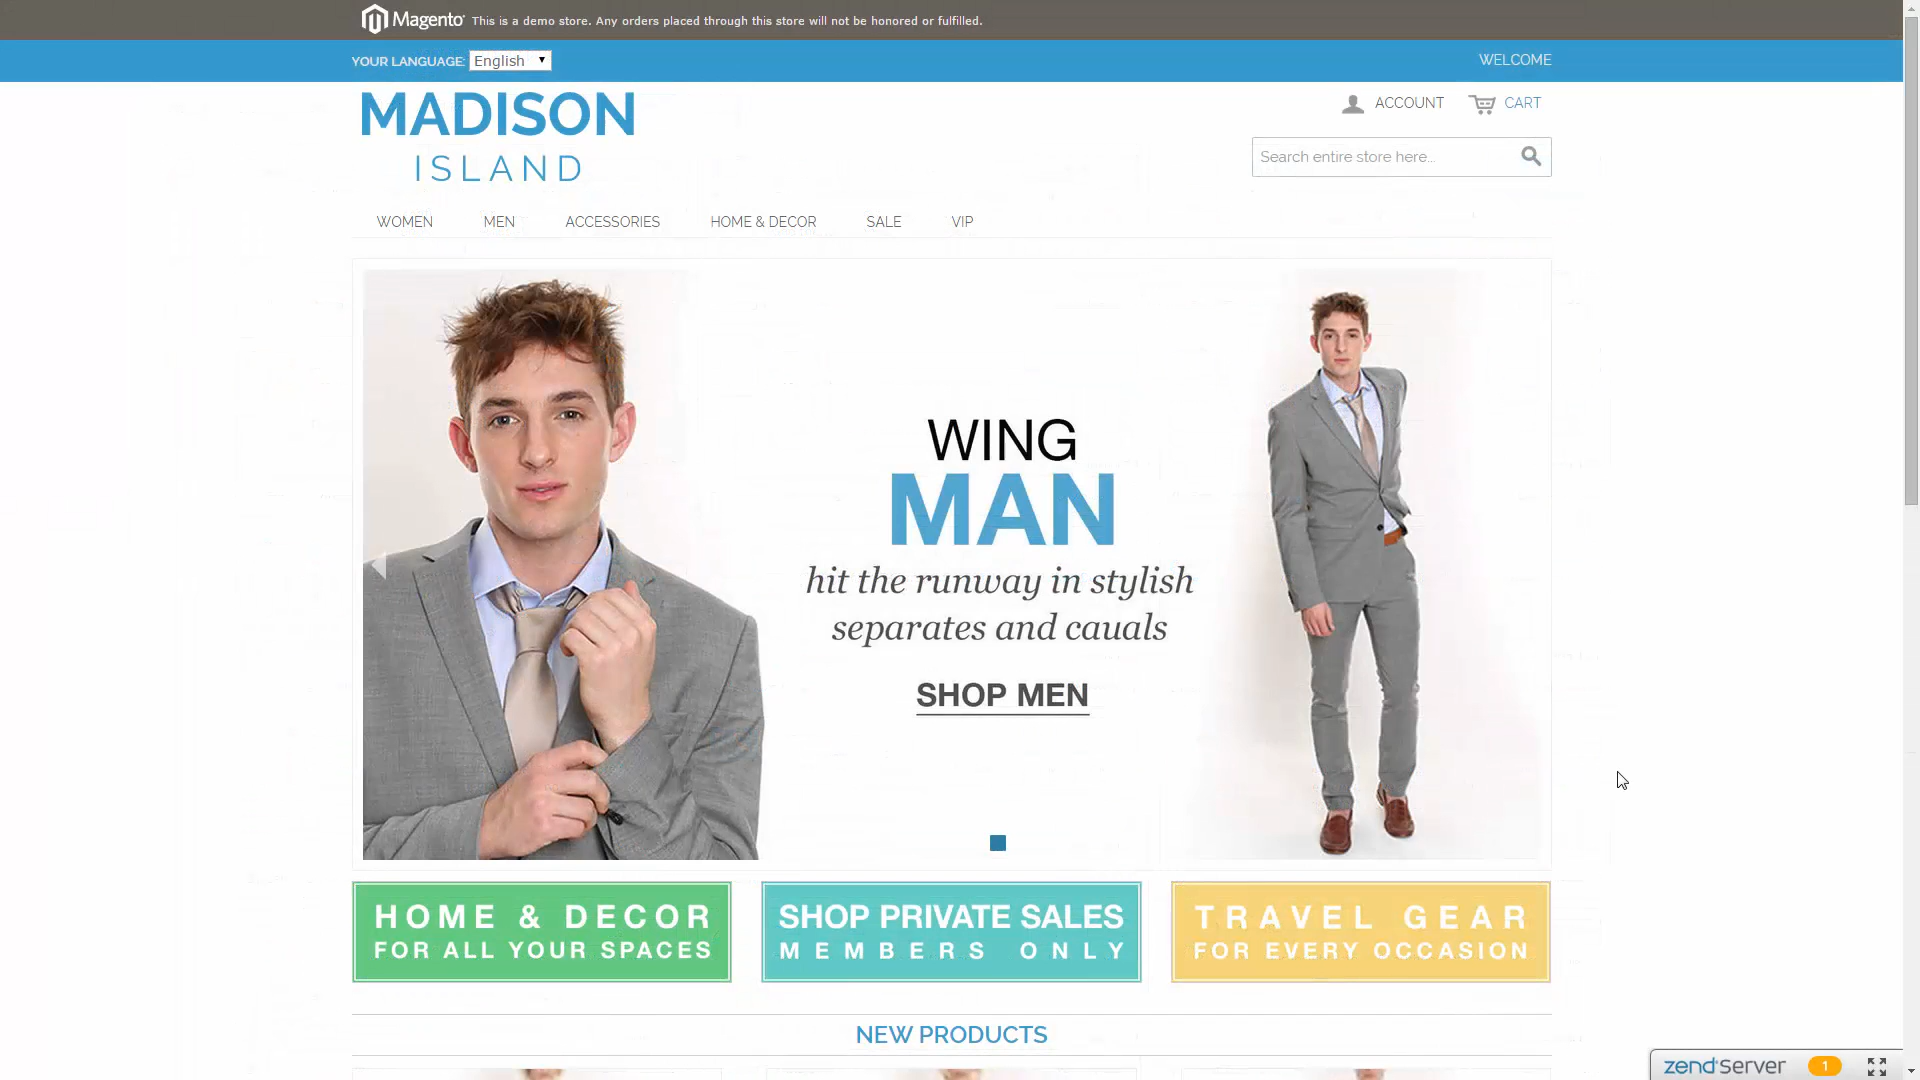 Magento This is a demo store. Any orders placed through this store will not be honored or fulfilled.
YOUR LANGUAGE: English WELCOME
MADISON
ISLAND
ACCOUNT CART
Search entire store here...
WOMEN MEN ACCESSORIES HOME & DECOR SALE VIP
WING
MAN
hit the runway in stylish
separates and cauals
SHOP MEN
HOME & DECOR
FOR ALL YOUR SPACES
SHOP PRIVATE SALES
MEMBERS ONLY
TRAVEL GEAR
FOR EVERY OCCASION
NEW PRODUCTS
zend Server 1